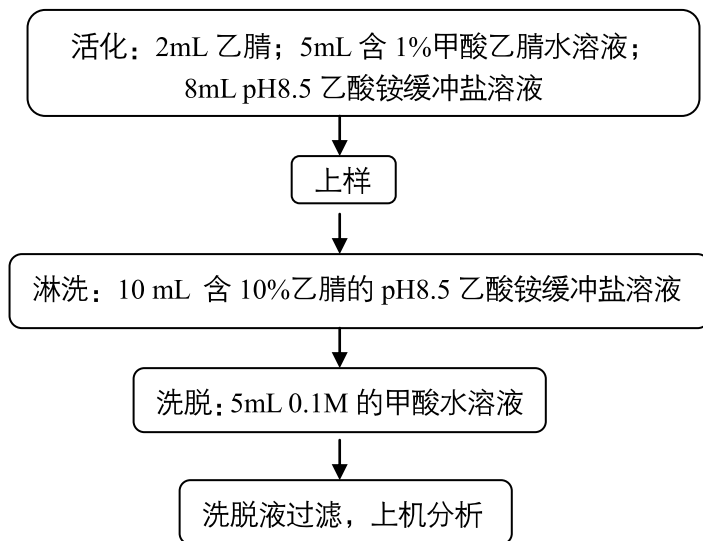 活化：2mL 乙腈；5mL 含 1%甲酸乙腈水溶液；
8mL pH8.5 乙酸铵缓冲盐溶液
上样
淋洗：10 mL 含 10%乙腈的 pH8.5 乙酸铵缓冲盐溶液
洗脱：5mL 0.1M 的甲酸水溶液
洗脱液过滤，上机分析